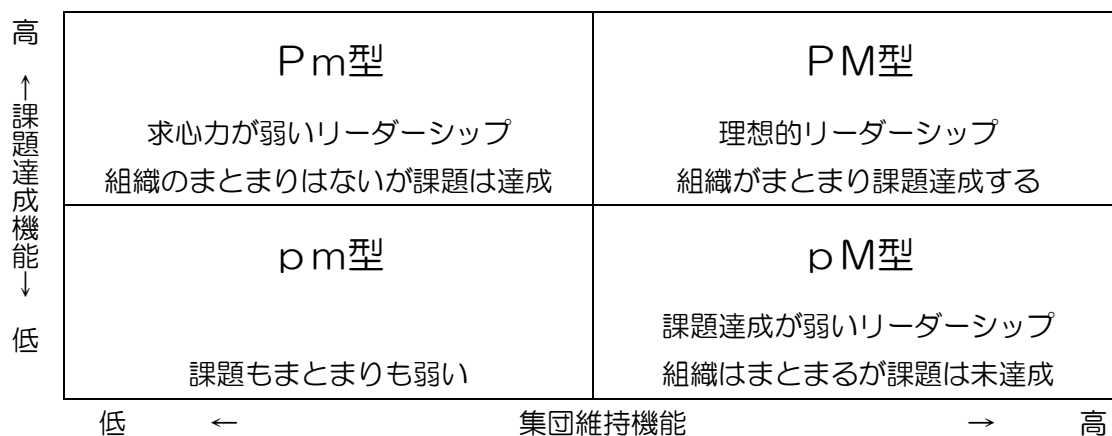 高 ←課題達成機能→ 低
Ｐｍ型
求心力が弱いリーダーシップ
組織のまとまりはないが課題は達成
ＰＭ型
理想的リーダーシップ
組織がまとまり課題達成する
ｐｍ型
課題もまとまりも弱い
ｐＭ型
課題達成が弱いリーダーシップ
組織はまとまるが課題は未達成
低 ← 集団維持機能 → 高